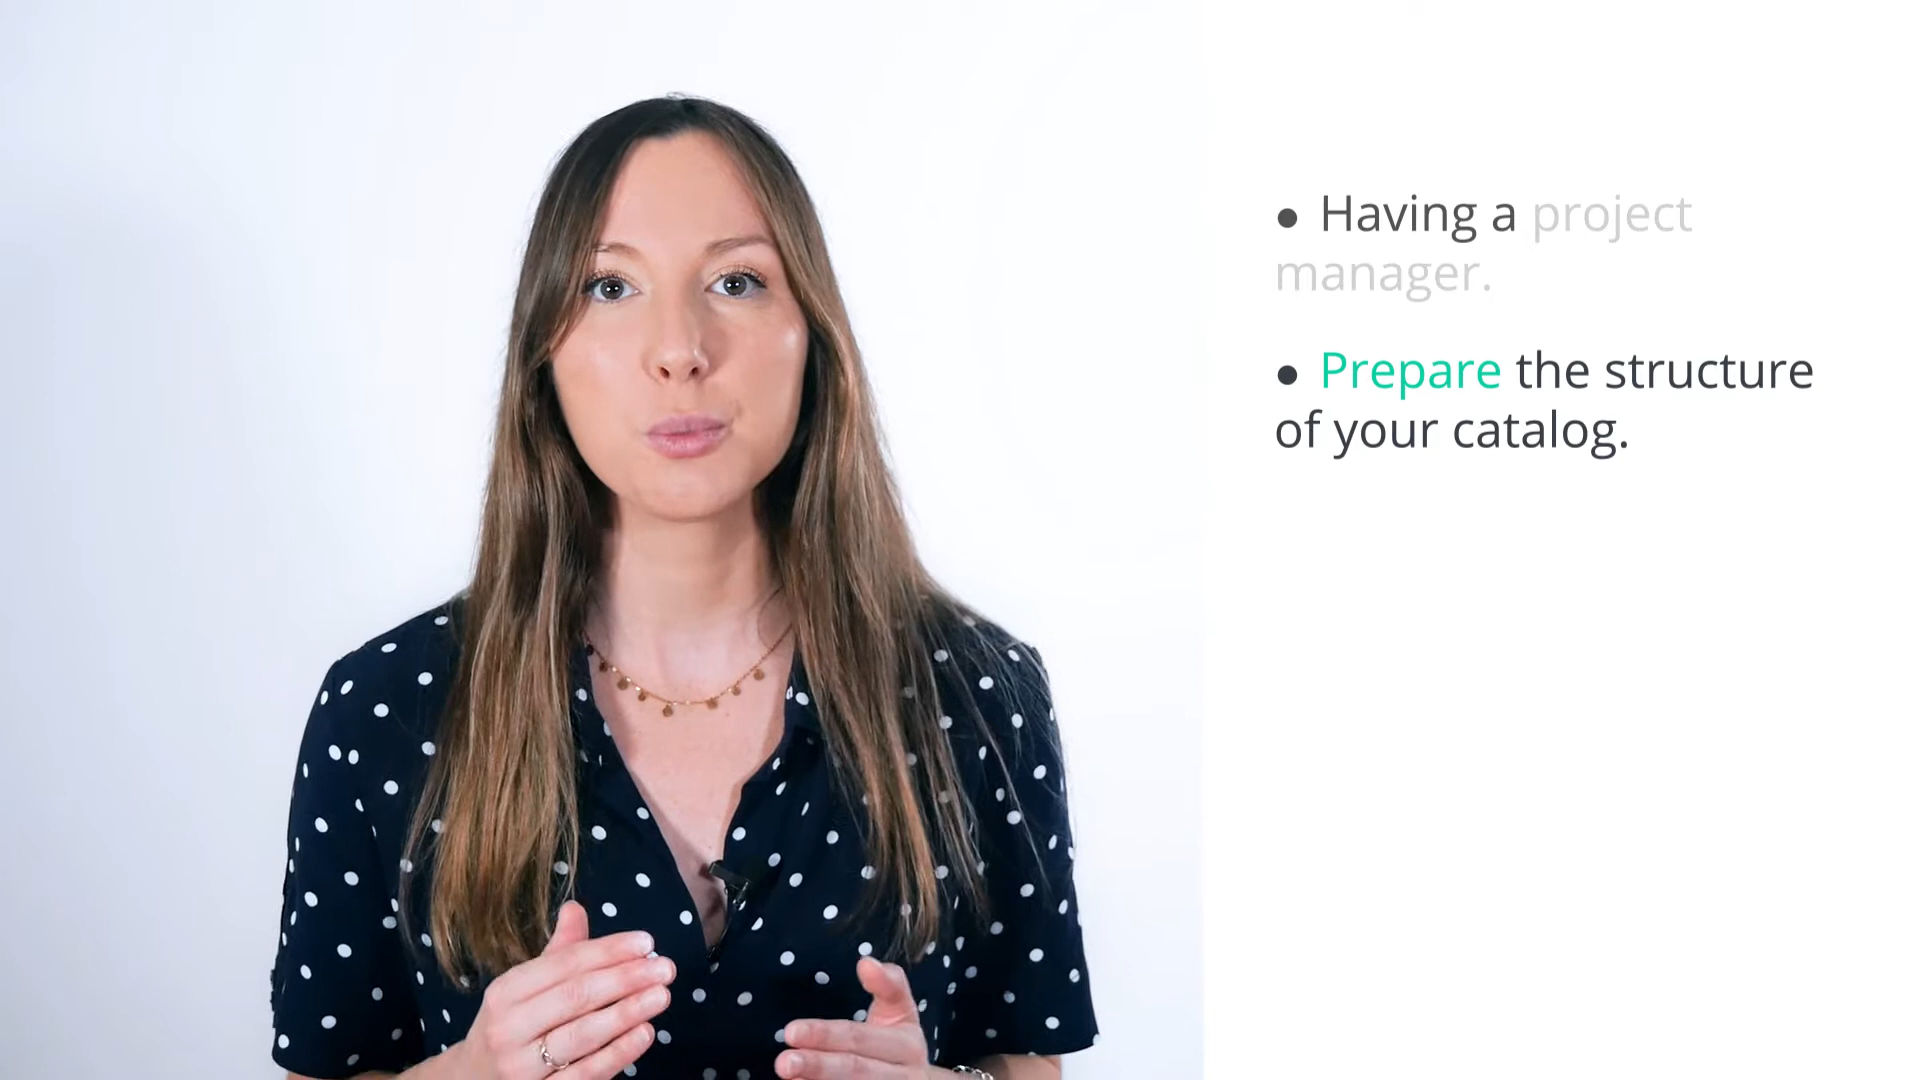 ● Having a project
manager.
● Prepare the structure
of your catalog.